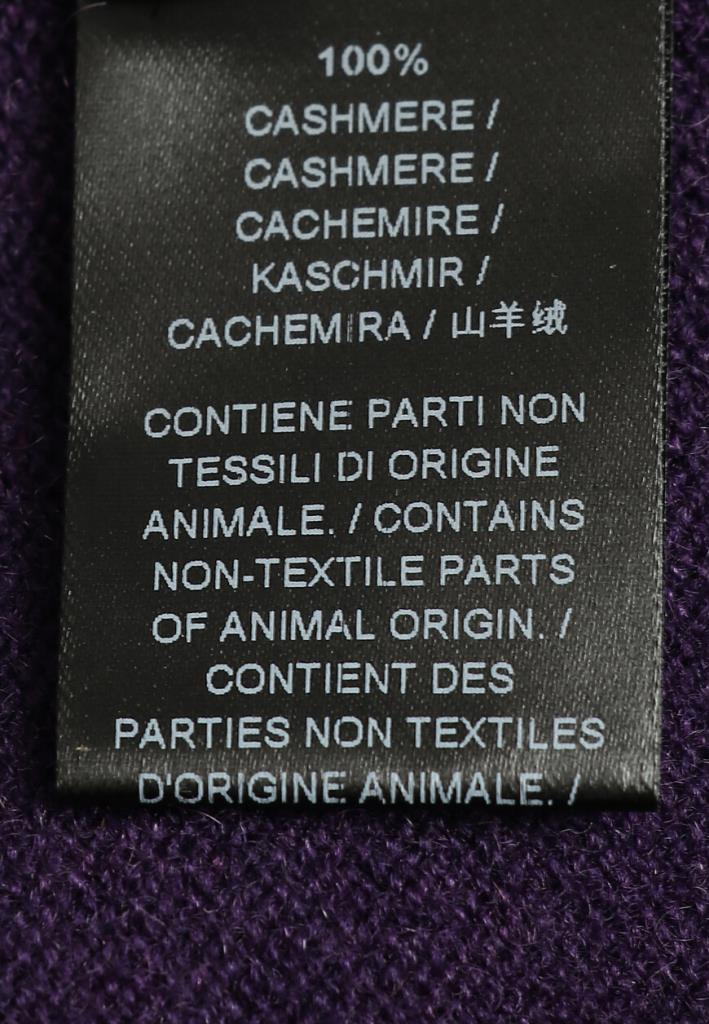 100%
CASHMERE /
CASHMERE /
CACHEMIRE /
KASCHMIR /
CACHEMIRA / 山羊绒
CONTIENE PARTI NON
TESSILI DI ORIGINE
ANIMALE. / CONTAINS
NON-TEXTILE PARTS
OF ANIMAL ORIGIN. /
CONTIENT DES
PARTIES NON TEXTILES
D'ORIGINE ANIMALE. /